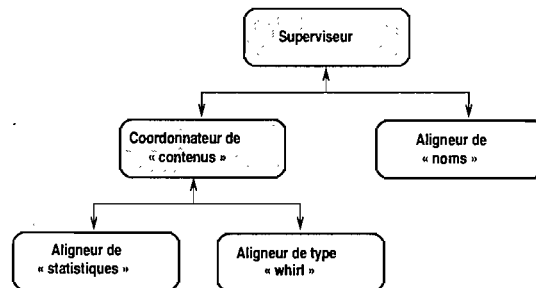 Superviseur
Coordonnateur de
« contenus »
Aligneur de
« noms »
Aligneur de
« statistiques »
Aligneur de type
« whirl »